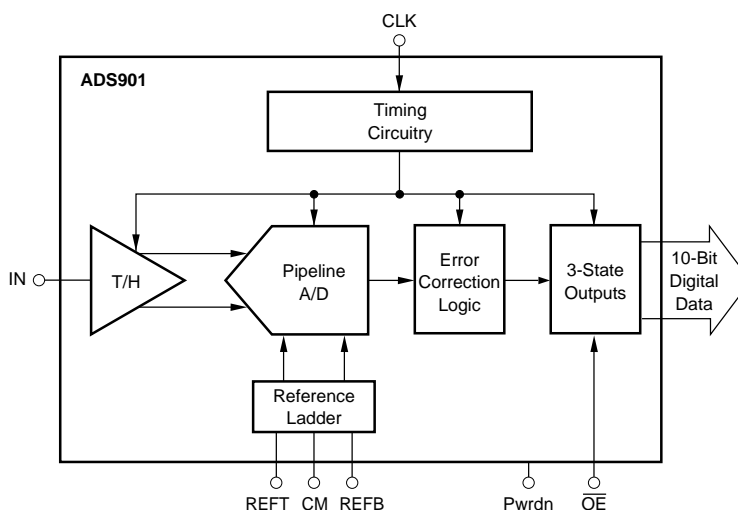 CLK
ADS901
Timing
Circuitry
IN
T/H
Pipeline
A/D
Error
Correction
Logic
3-State
Outputs
10-Bit
Digital
Data
Reference
Ladder
REFT
CM
REFB
Pwrdn
O̅E̅